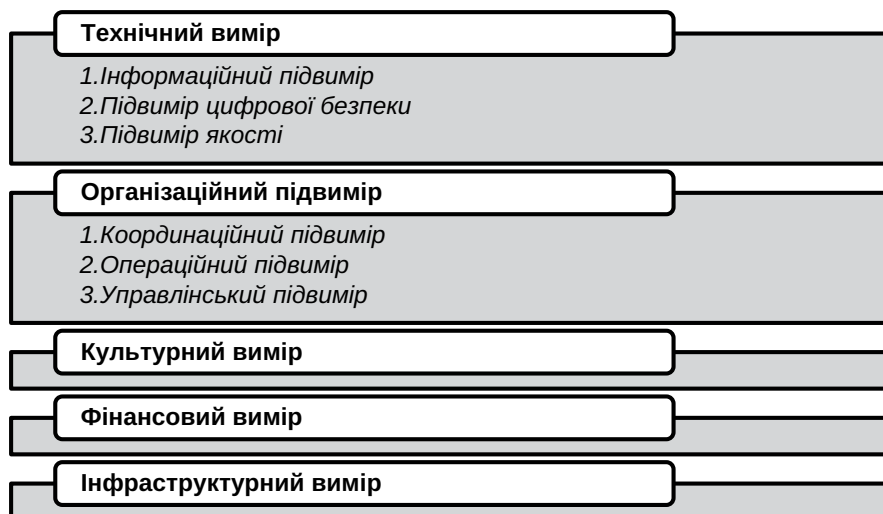 Технічний вимір
1.Інформаційний підвимір
2.Підвимір цифрової безпеки
3.Підвимір якості
Організаційний підвимір
1.Координаційний підвимір
2.Операційний підвимір
3.Управлінський підвимір
Культурний вимір
Фінансовий вимір
Інфраструктурний вимір